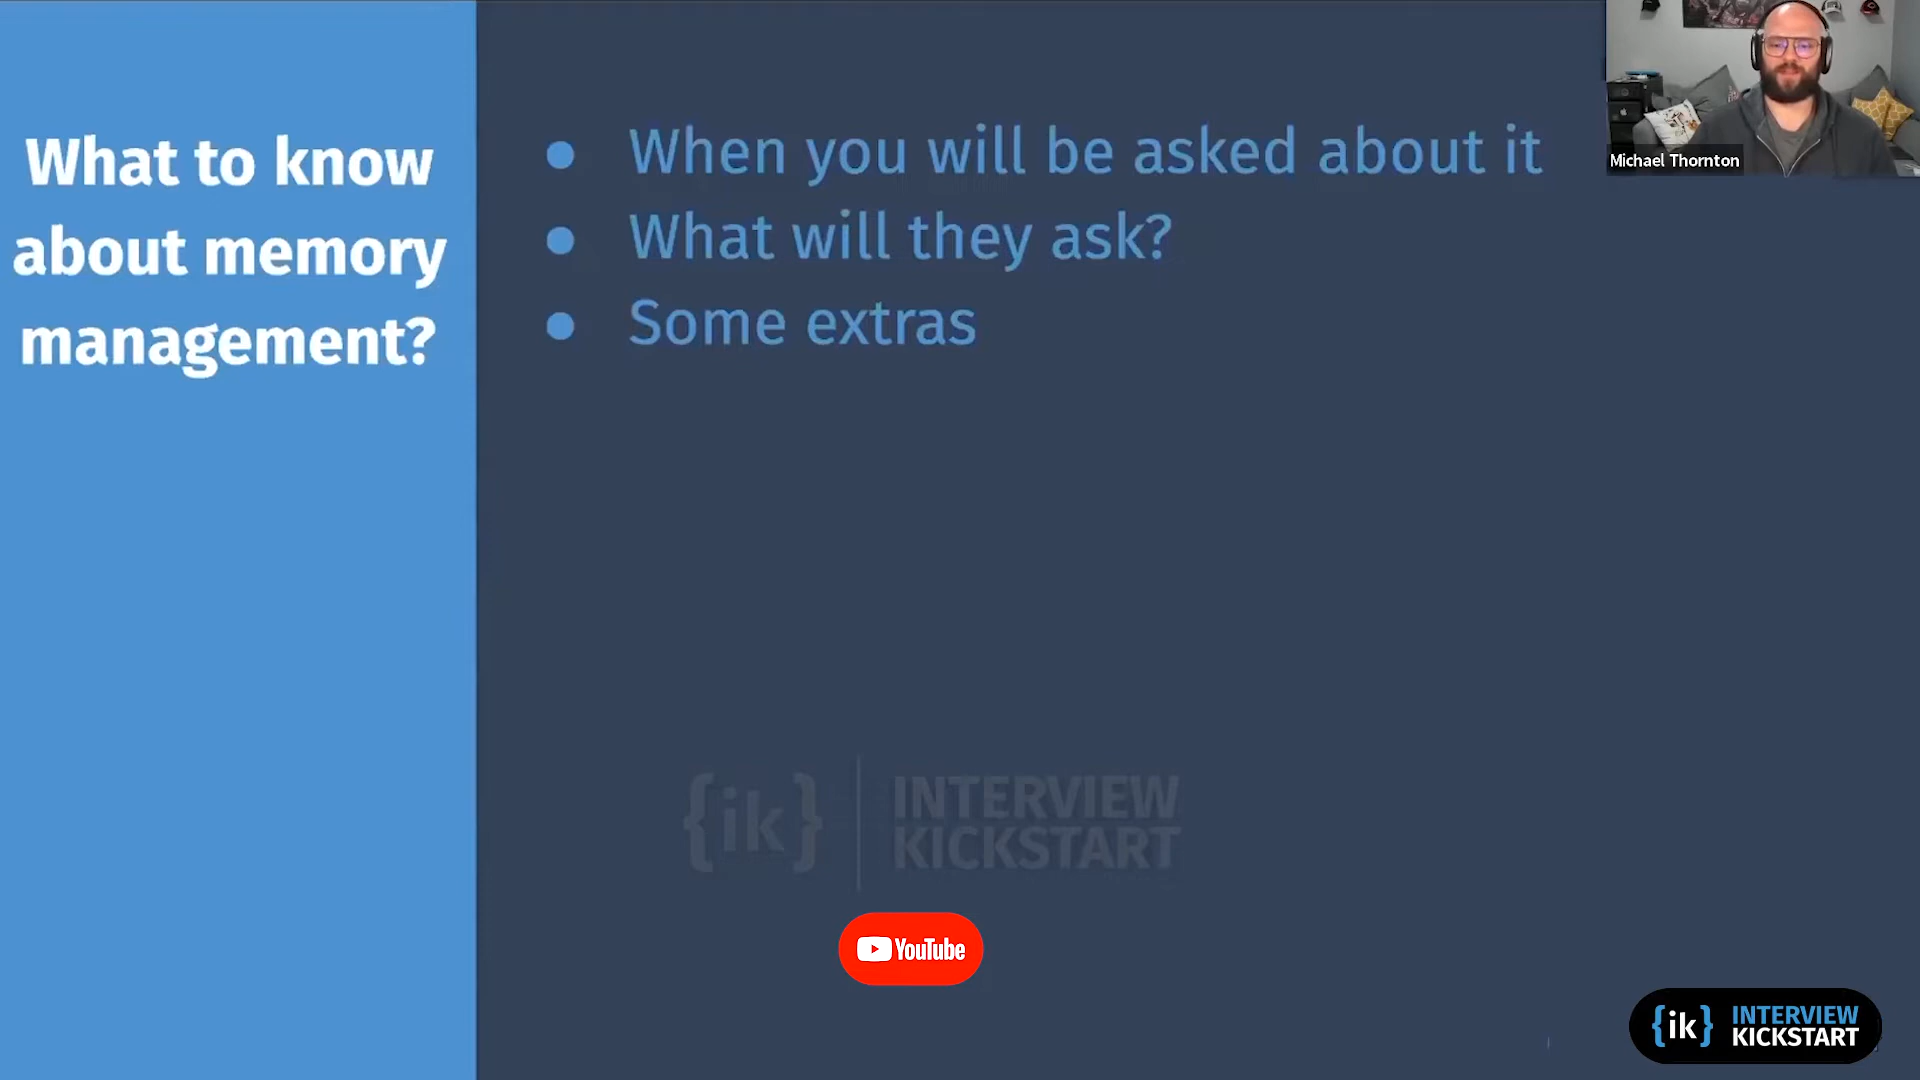 What to know
about memory
management?
● When you will be asked about it
● What will they ask?
● Some extras
Michael Thornton
{ik} INTERVIEW
KICKSTART
YouTube
{ik} INTERVIEW
KICKSTART